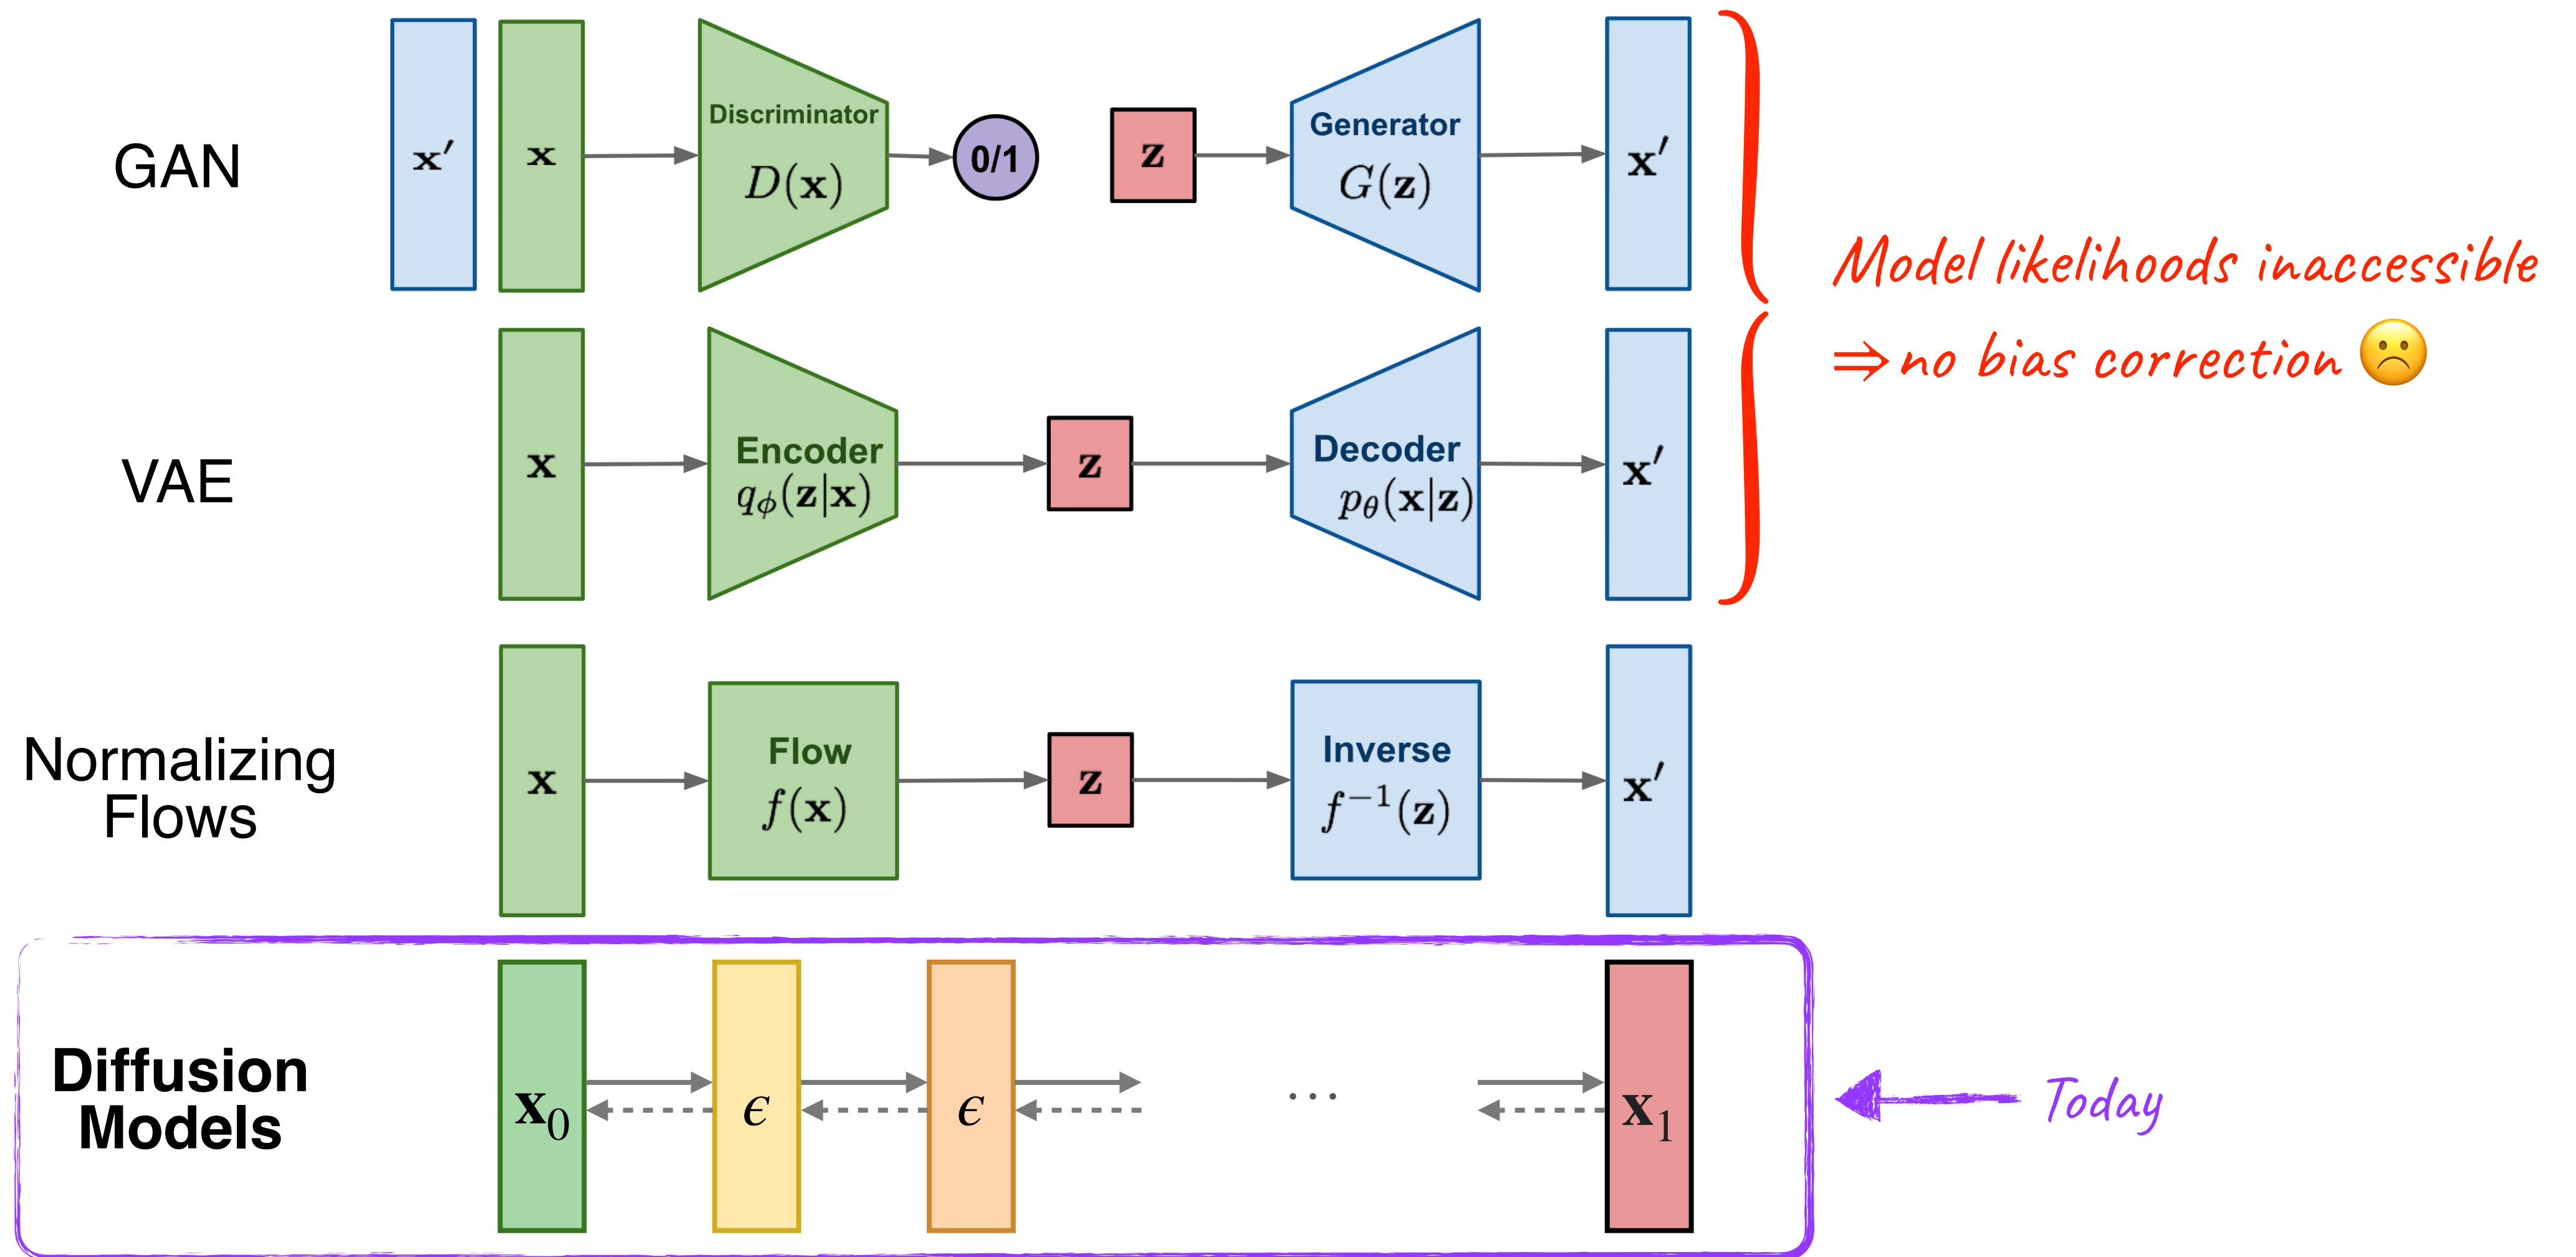 GAN
x′
x
Discriminator
D(x)
0/1
z
Generator
G(z)
x′
Model likelihoods inaccessible
⇒ no bias correction ☹️
VAE
x
Encoder
qϕ(z|x)
z
Decoder
pθ(x|z)
x′
Normalizing
Flows
x
Flow
f(x)
z
Inverse
f⁻¹(z)
x′
Diffusion
Models
x₀
ϵ
ϵ
...
x₁
Today